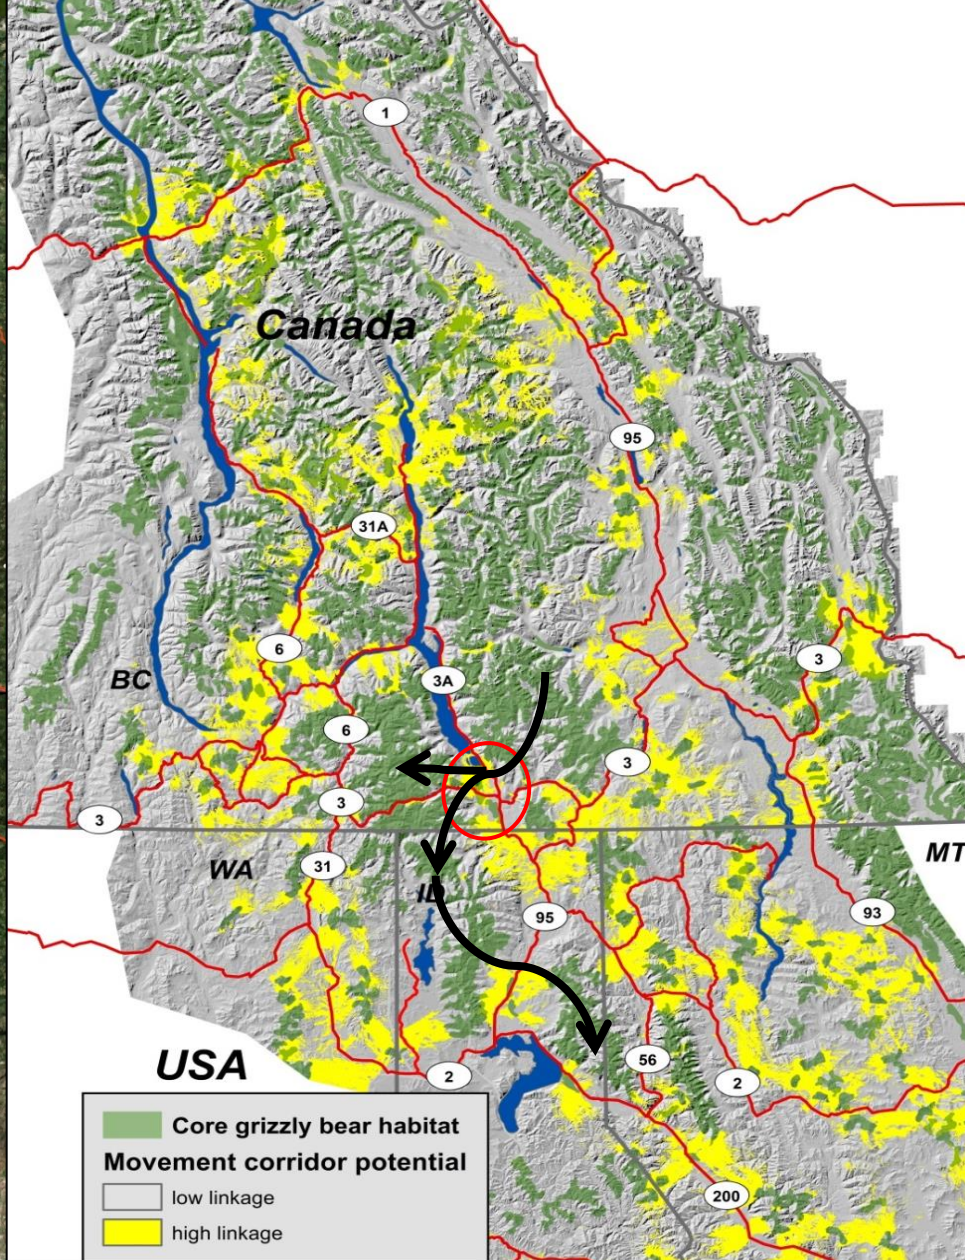 1
Canada
95
31A
6
3
BC
3A
6
3
3
3
WA
31
MT
ID
95
93
USA
56
2
2
Core grizzly bear habitat
Movement corridor potential
low linkage
high linkage
200